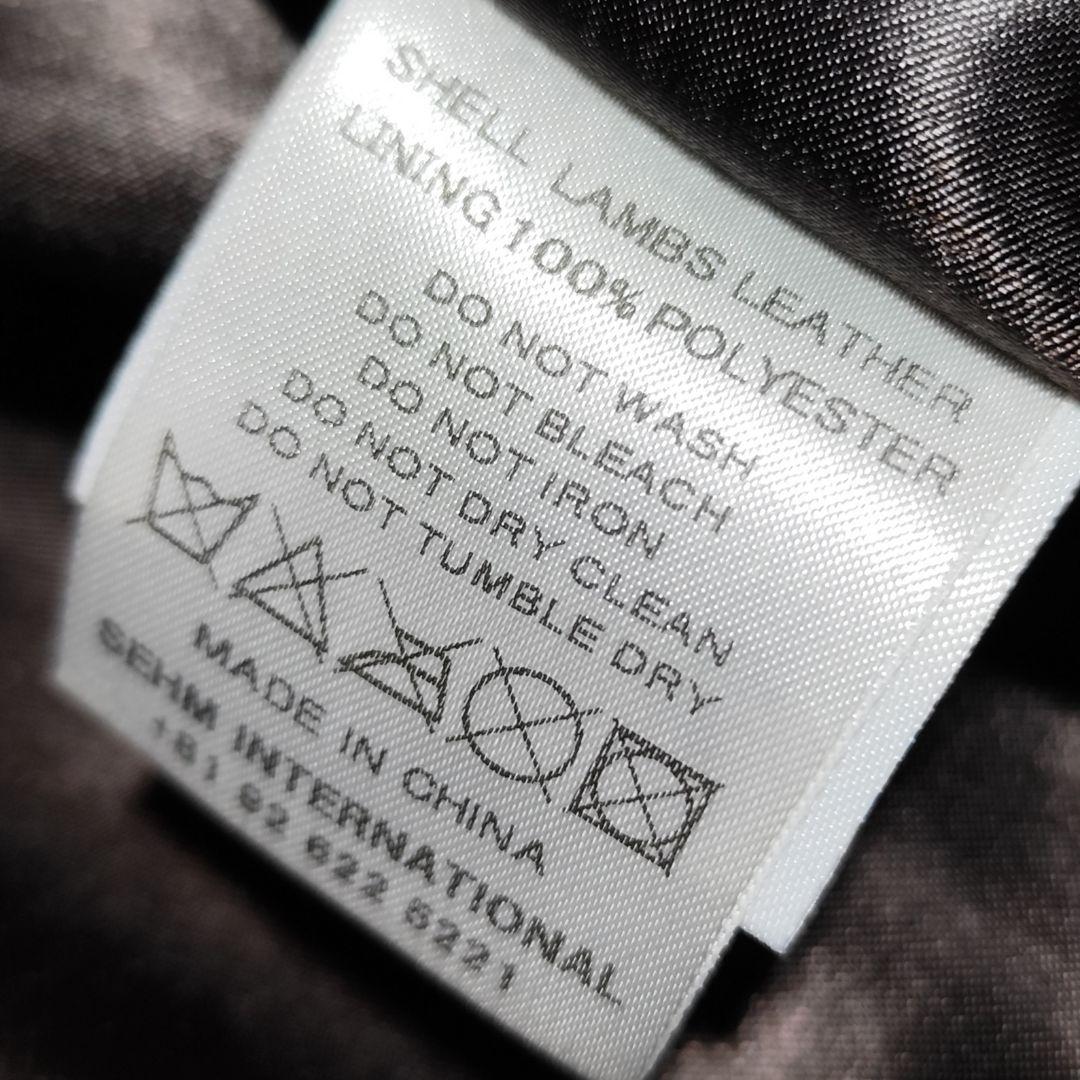 SHELL LAMBS LEATHER
LINING 100% POLYESTER
DO NOT WASH
DO NOT BLEACH
DO NOT IRON
DO NOT DRY CLEAN
DO NOT TUMBLE DRY
MADE IN CHINA
SEHM INTERNATIONAL
+81 92 622 5221